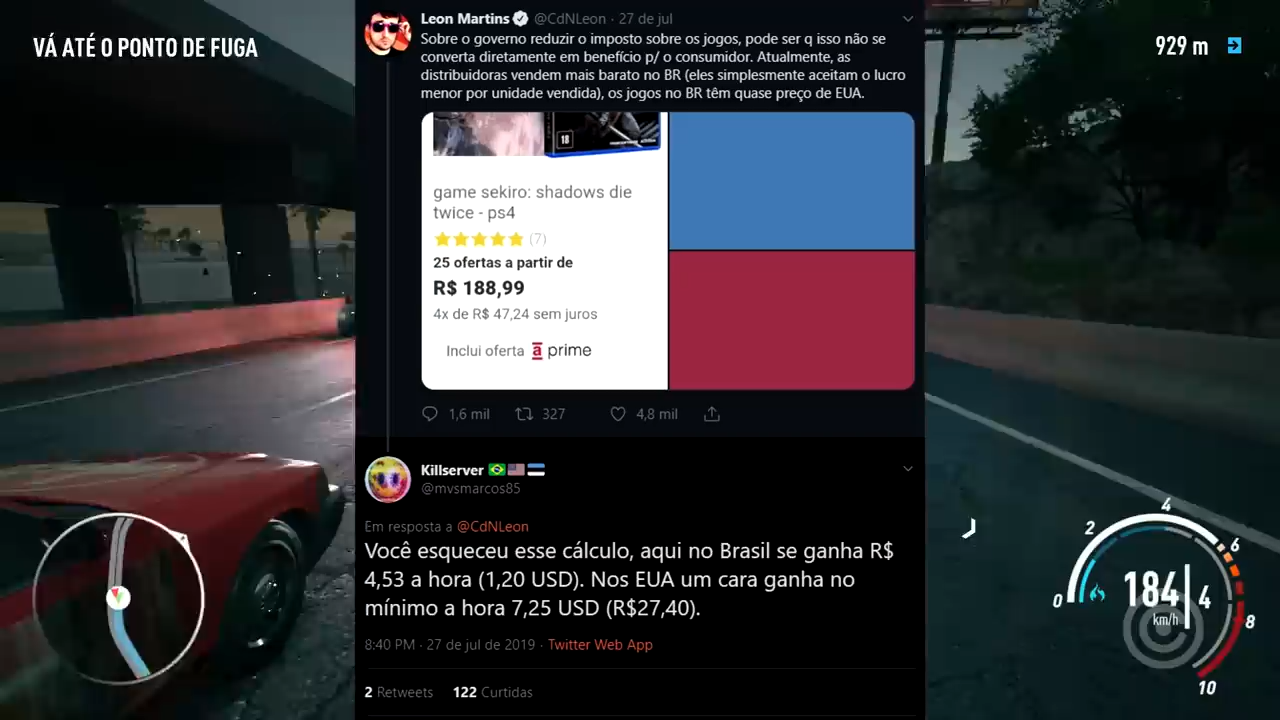 VÁ ATÉ O PONTO DE FUGA
929 m
Leon Martins @CdNLeon · 27 de jul
Sobre o governo reduzir o imposto sobre os jogos, pode ser q isso não se
converta diretamente em benefício p/ o consumidor. Atualmente, as
distribuidoras vendem mais barato no BR (eles simplesmente aceitam o lucro
menor por unidade vendida), os jogos no BR têm quase preço de EUA.
18
game sekiro: shadows die
twice - ps4
(7)
25 ofertas a partir de
R$ 188,99
4x de R$ 47,24 sem juros
Inclui oferta a prime
1,6 mil 327 4,8 mil
Killserver
@mvsmarcos85
Em resposta a @CdNLeon
Você esqueceu esse cálculo, aqui no Brasil se ganha R$
4,53 a hora (1,20 USD). Nos EUA um cara ganha no
mínimo a hora 7,25 USD (R$27,40).
8:40 PM · 27 de jul de 2019 · Twitter Web App
2 Retweets 122 Curtidas
0 2 4 6 8 10
184 4
km/h